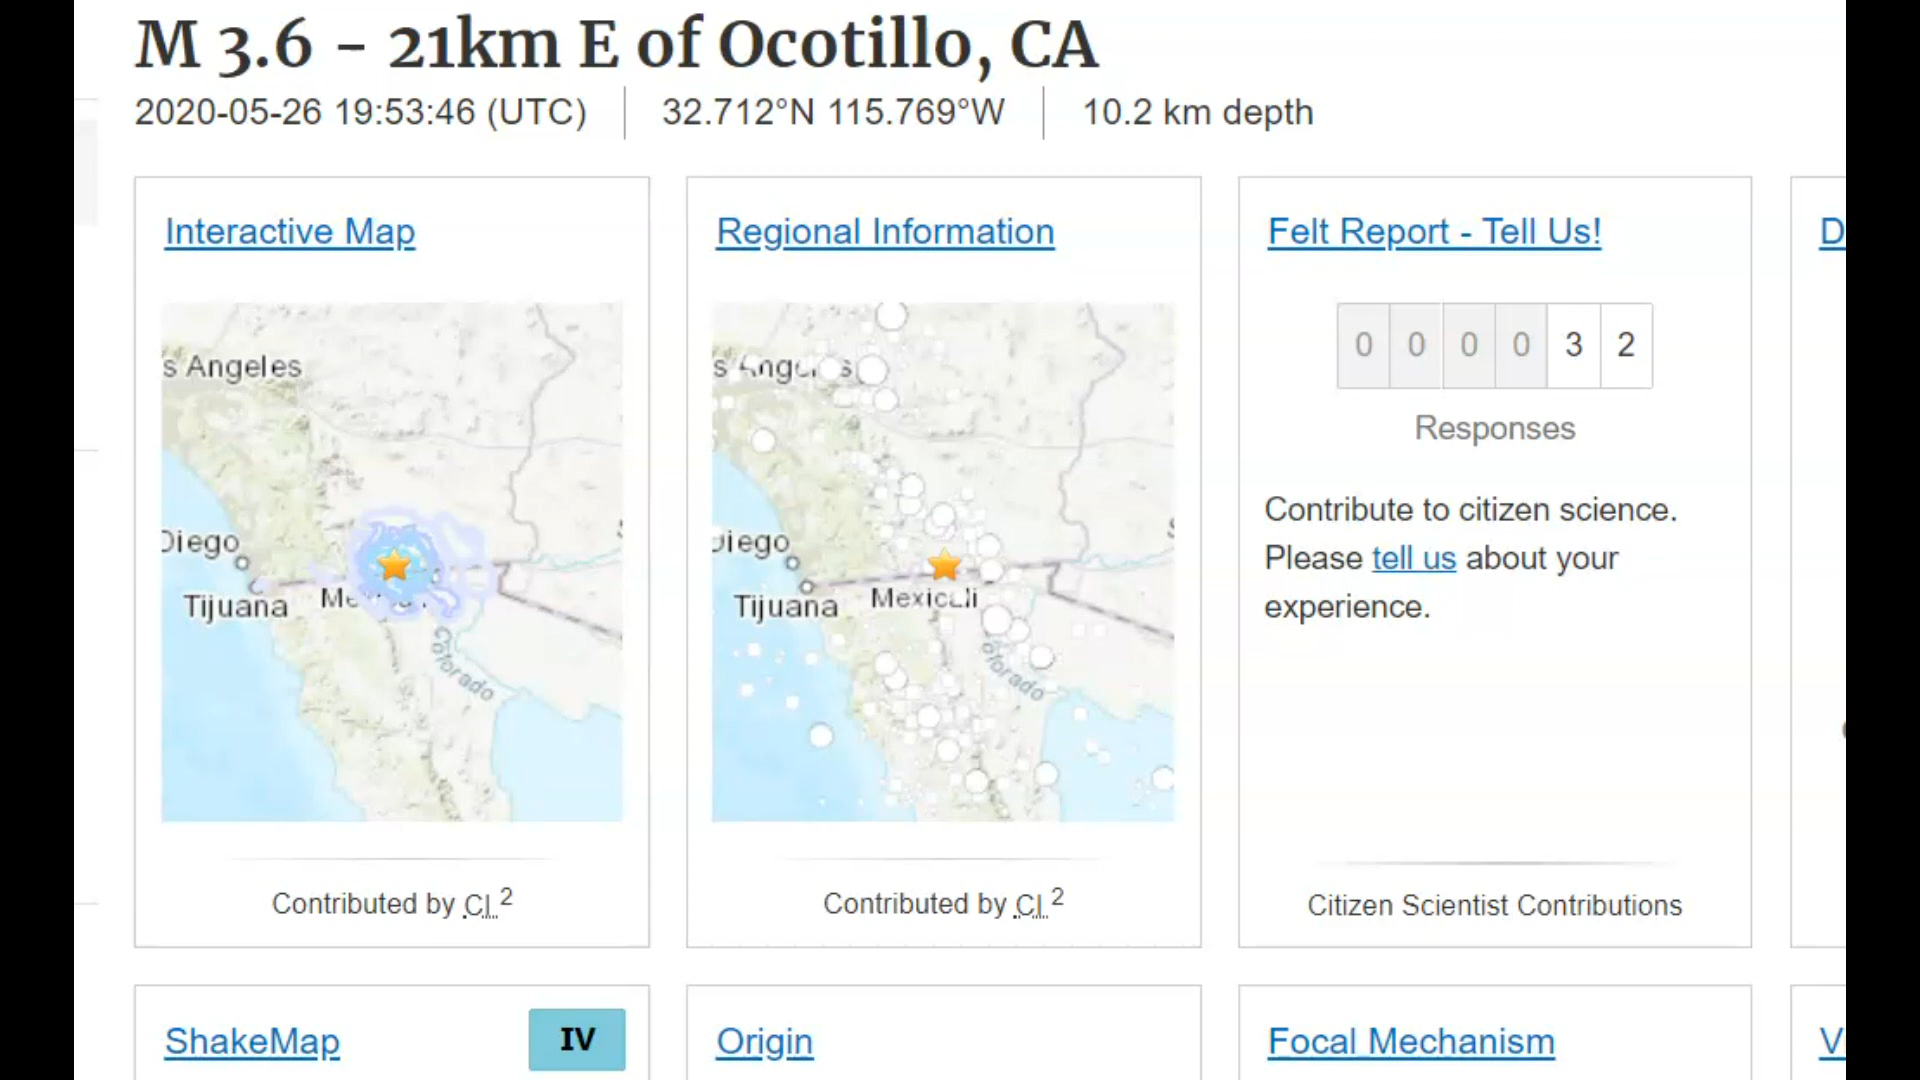 M 3.6 - 21km E of Ocotillo, CA
2020-05-26 19:53:46 (UTC) 32.712°N 115.769°W 10.2 km depth
Interactive Map
s Angeles
Diego
Tijuana
Colorado
Contributed by CI 2
Regional Information
Diego
Tijuana
Mexicali
Contributed by CI 2
Felt Report - Tell Us!
0 0 0 0 3 2
Responses
Contribute to citizen science.
Please tell us about your
experience.
Citizen Scientist Contributions
D
ShakeMap
IV
Origin
Focal Mechanism
V